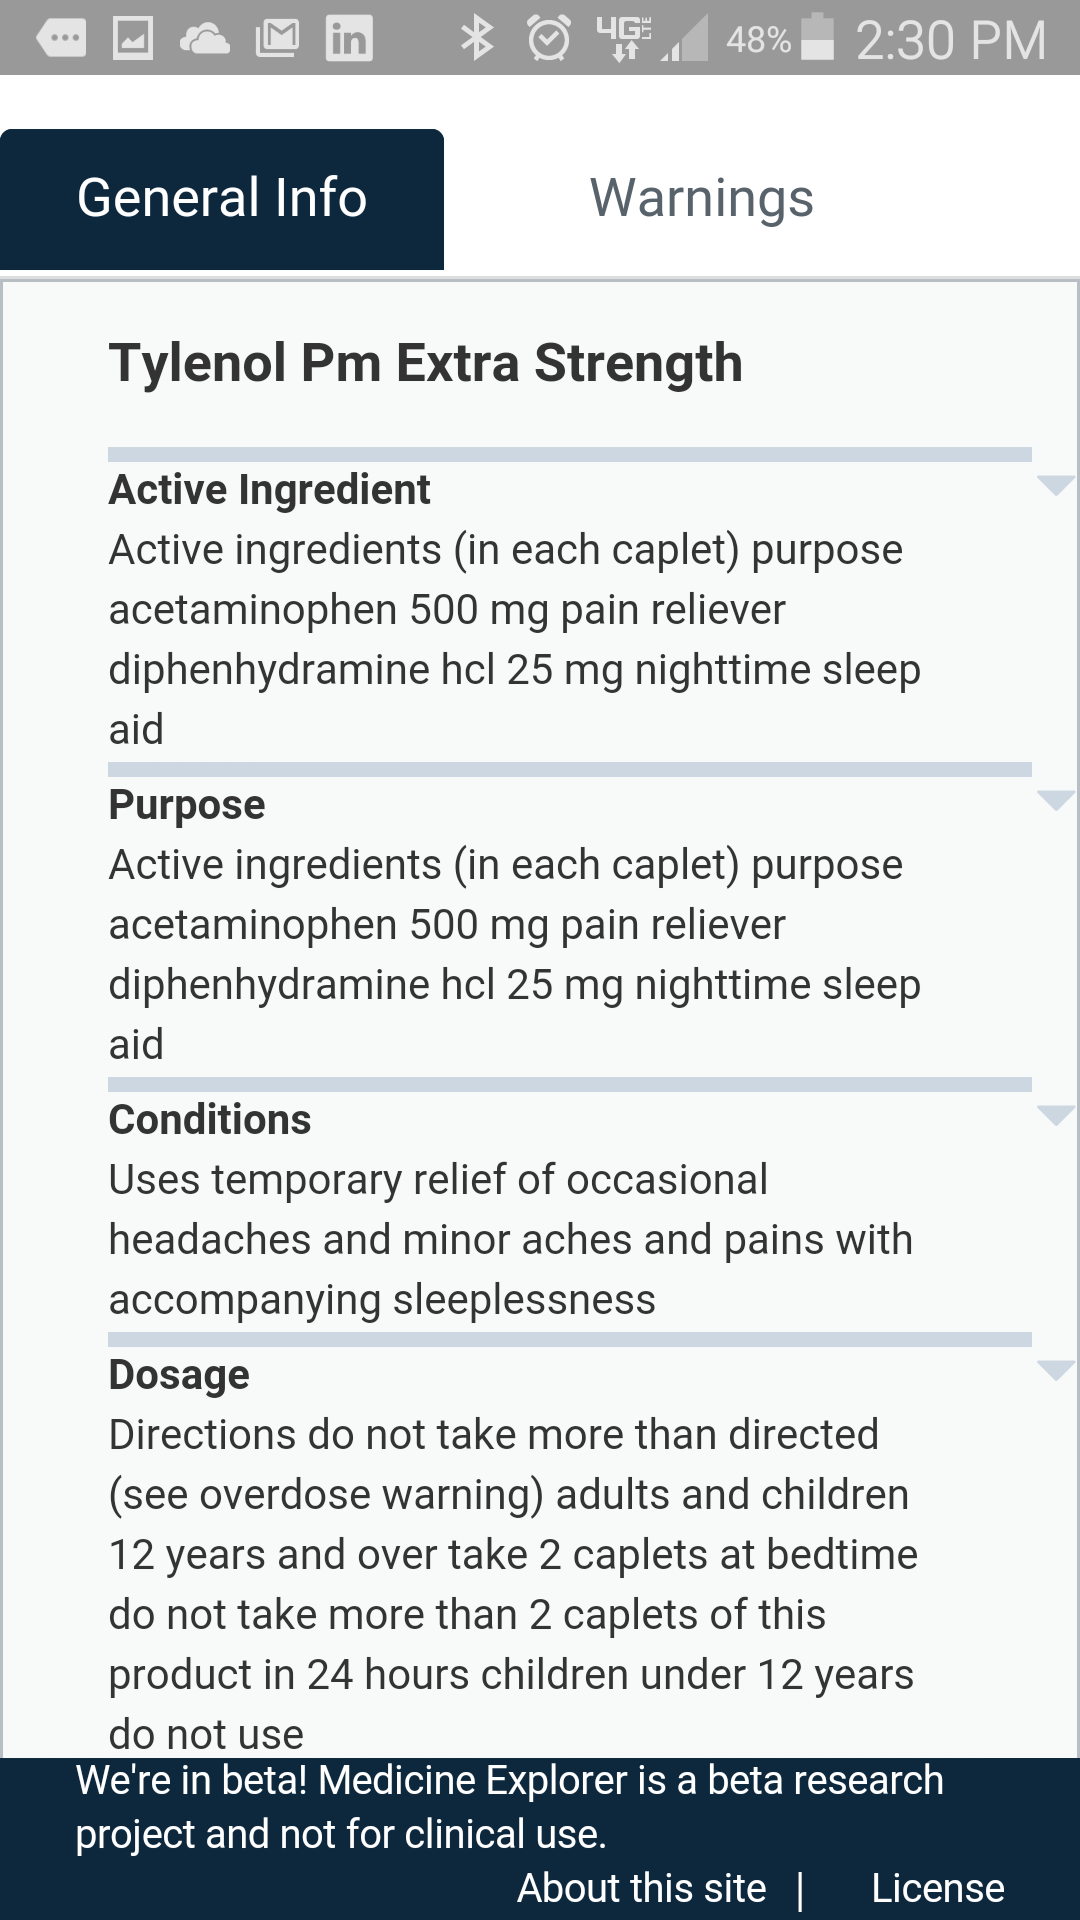 4G LTE 48% 2:30 PM
General Info Warnings
Tylenol Pm Extra Strength
Active Ingredient
Active ingredients (in each caplet) purpose
acetaminophen 500 mg pain reliever
diphenhydramine hcl 25 mg nighttime sleep
aid
Purpose
Active ingredients (in each caplet) purpose
acetaminophen 500 mg pain reliever
diphenhydramine hcl 25 mg nighttime sleep
aid
Conditions
Uses temporary relief of occasional
headaches and minor aches and pains with
accompanying sleeplessness
Dosage
Directions do not take more than directed
(see overdose warning) adults and children
12 years and over take 2 caplets at bedtime
do not take more than 2 caplets of this
product in 24 hours children under 12 years
do not use
We're in beta! Medicine Explorer is a beta research
project and not for clinical use.
About this site | License